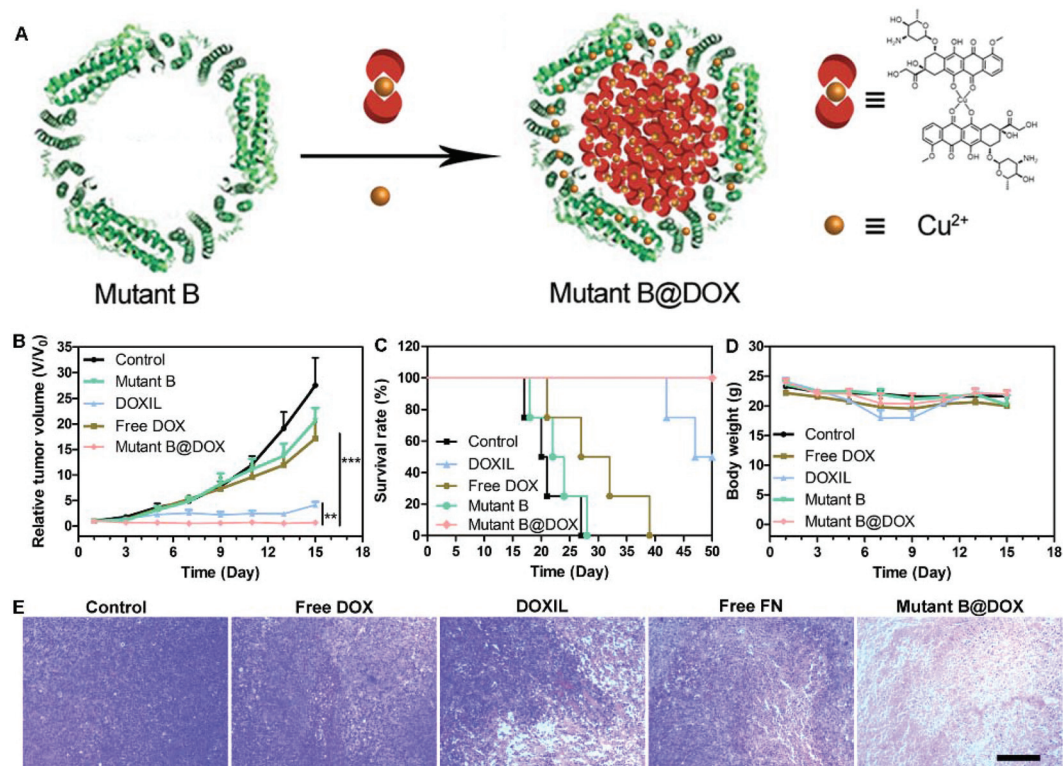 A
Mutant B
Mutant B@DOX
≡
≡ Cu²⁺
B
Relative tumor volume (V/V₀)
35
30
25
20
15
10
5
0
Control
Mutant B
DOXIL
Free DOX
Mutant B@DOX
***
**
0 3 6 9 12 15 18
Time (Day)
C
Survival rate (%)
120
100
80
60
40
20
0
Control
DOXIL
Free DOX
Mutant B
Mutant B@DOX
0 5 10 15 20 25 30 35 40 45 50
Time (Day)
D
Body weight (g)
30
25
20
15
10
5
0
Control
Free DOX
DOXIL
Mutant B
Mutant B@DOX
0 3 6 9 12 15 18
Time (Day)
E
Control Free DOX DOXIL Free FN Mutant B@DOX